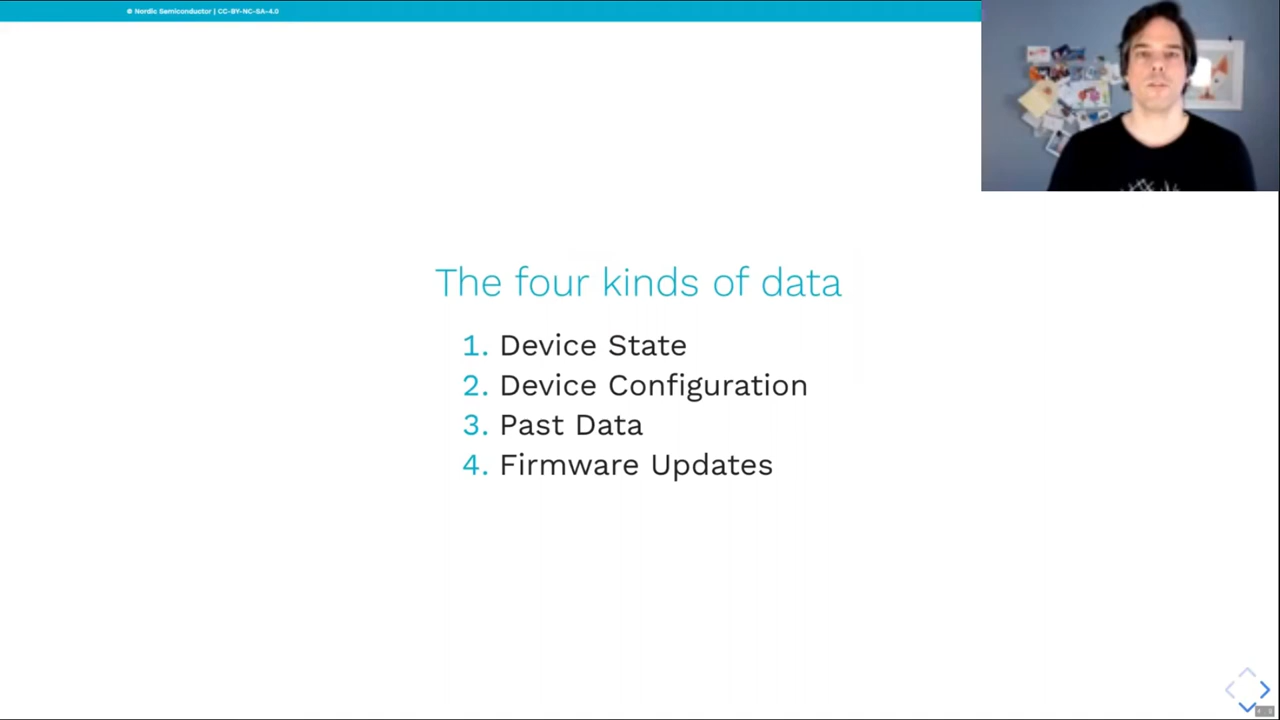 © Nordic Semiconductor | CC-BY-NC-SA-4.0
The four kinds of data
1. Device State
2. Device Configuration
3. Past Data
4. Firmware Updates